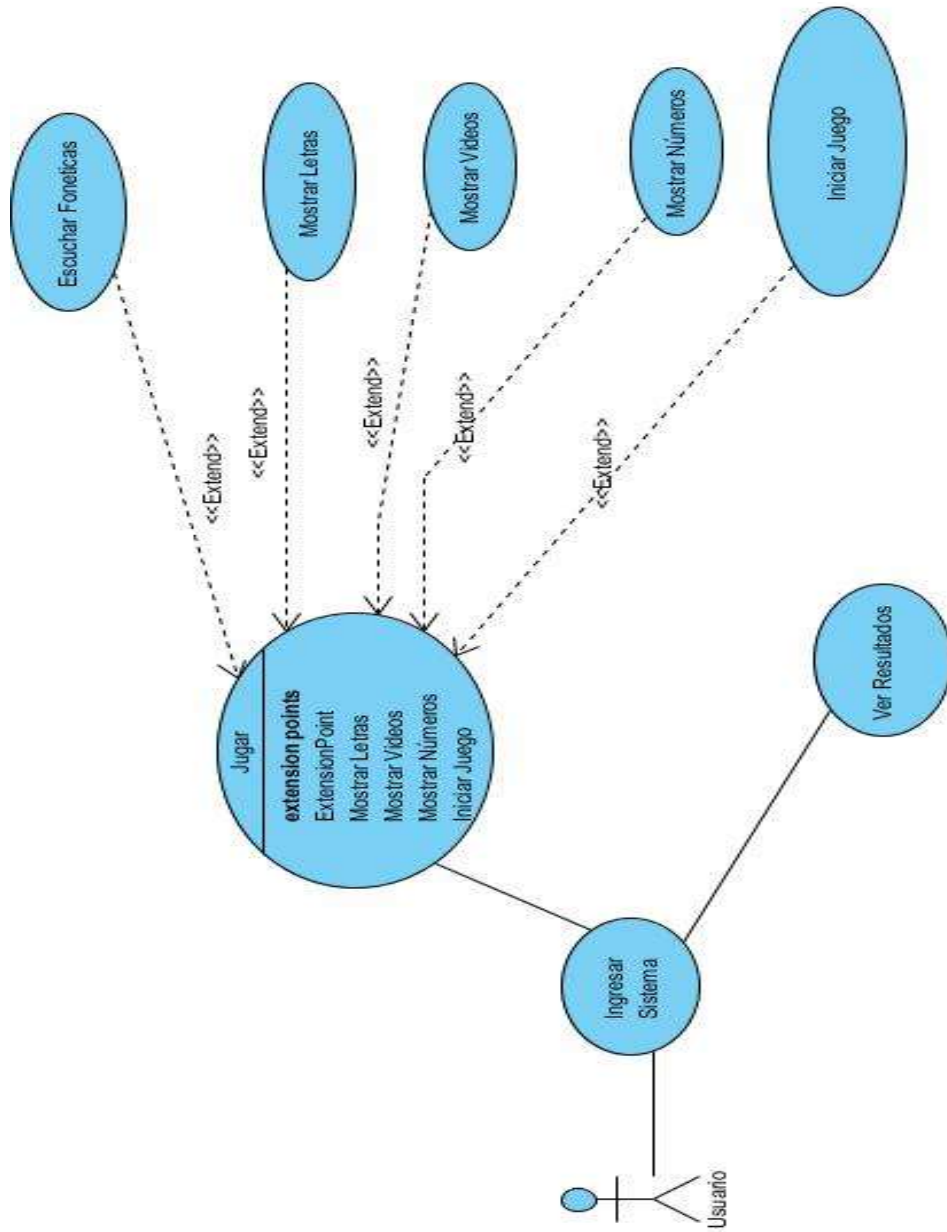 Usuario
Ingresar
Sistema
Jugar
extension points
ExtensionPoint
Mostrar Letras
Mostrar Videos
Mostrar Números
Iniciar Juego
Ver Resultados
<<Extend>>
<<Extend>>
<<Extend>>
<<Extend>>
<<Extend>>
Escuchar Foneticas
Mostrar Letras
Mostrar Videos
Mostrar Números
Iniciar Juego